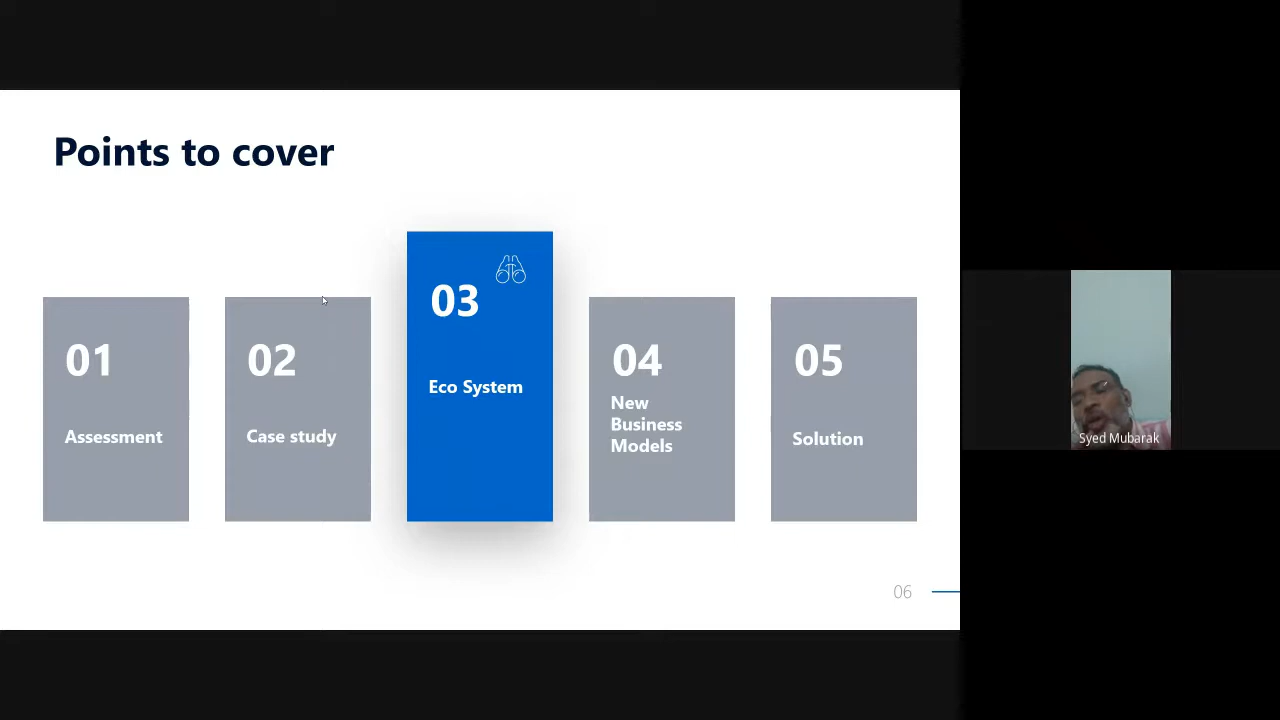 Points to cover
01
Assessment
02
Case study
03
Eco System
04
New
Business
Models
05
Solution
06
Syed Mubarak